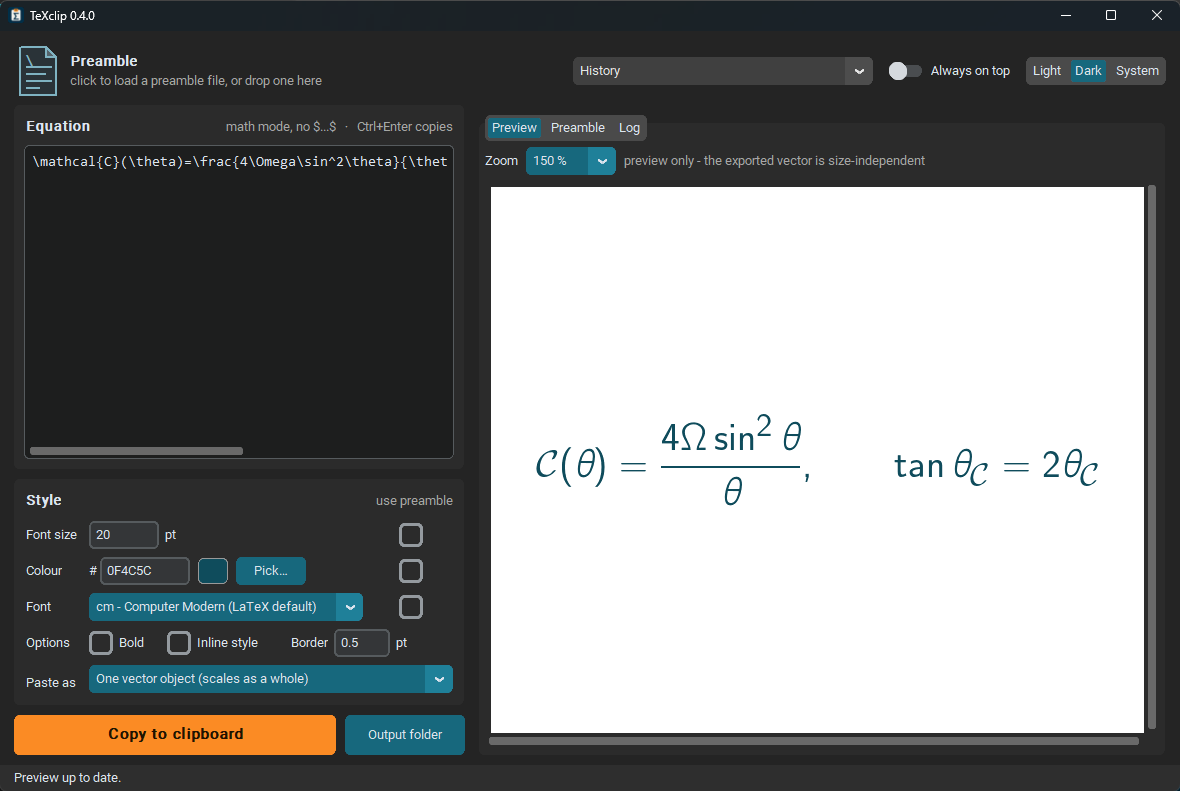 TeXclip 0.4.0
Preamble
click to load a preamble file, or drop one here
History
Always on top
Light Dark System
Equation math mode, no $...$ · Ctrl+Enter copies
\mathcal{C}(\theta)=\frac{4\Omega\sin^2\theta}{\thet
Style use preamble
Font size 20 pt
Colour # 0F4C5C Pick...
Font cm - Computer Modern (LaTeX default)
Options Bold Inline style Border 0.5 pt
Paste as One vector object (scales as a whole)
Copy to clipboard Output folder
Preview Preamble Log
Zoom 150 % preview only - the exported vector is size-independent
𝒞(θ) = 4Ω sin² θ / θ, tan θ_𝒞 = 2θ_𝒞
Preview up to date.